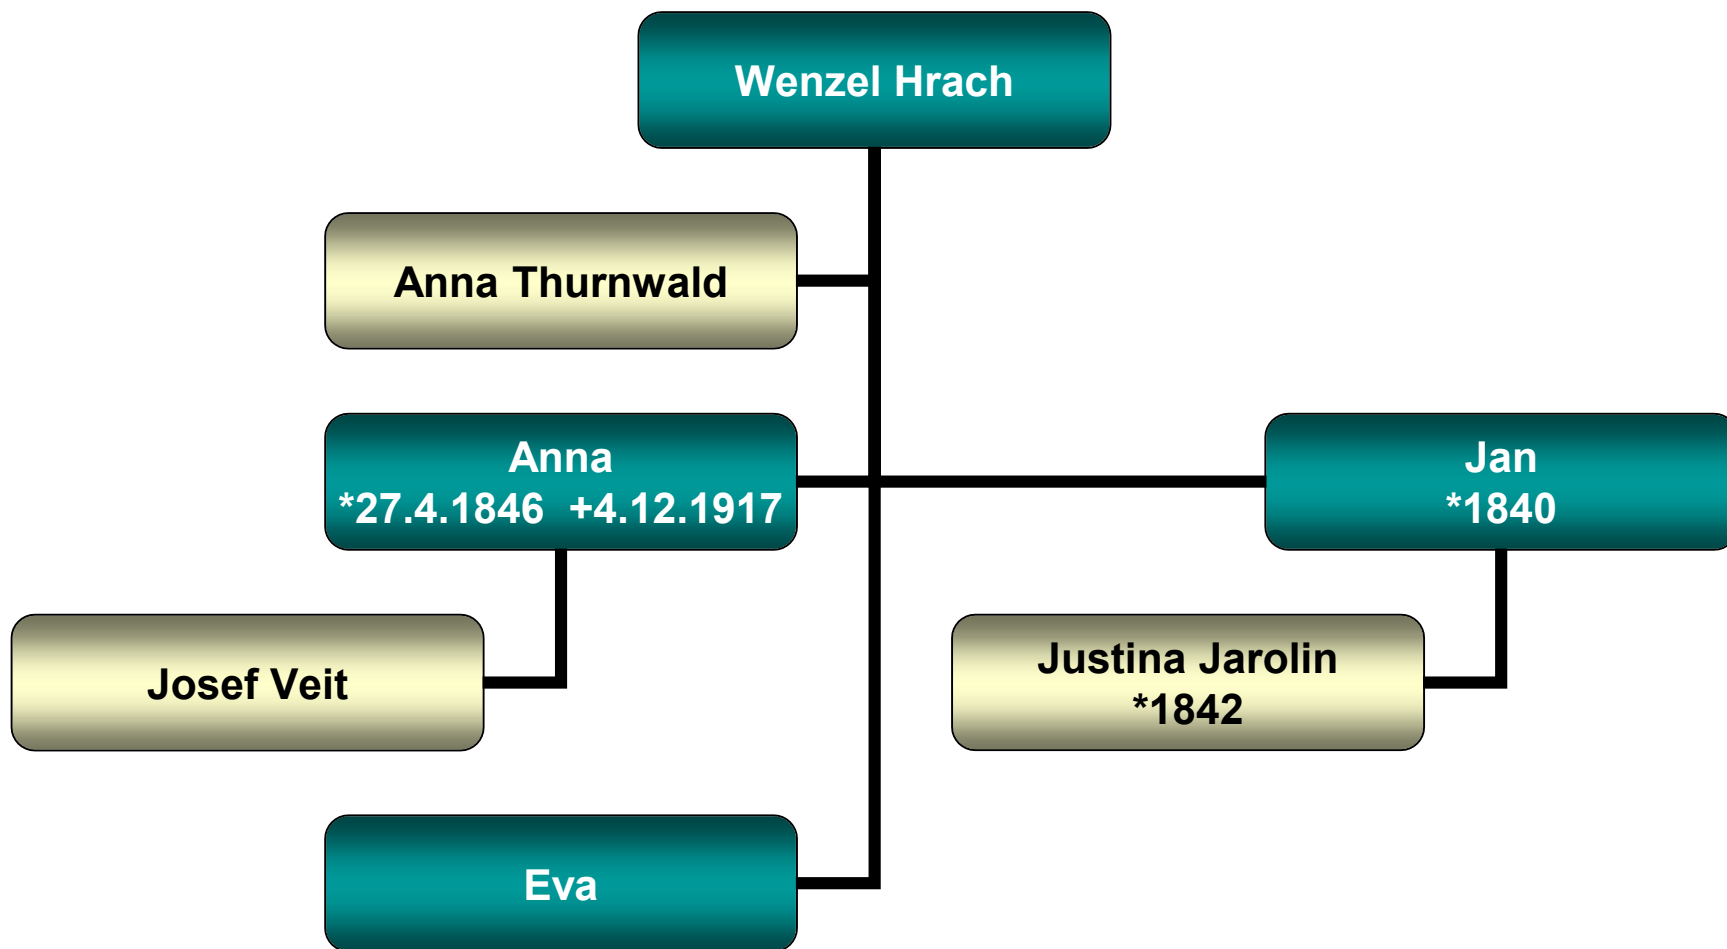 Wenzel Hrach
Anna Thurnwald
Anna
*27.4.1846 +4.12.1917
Jan
*1840
Josef Veit
Justina Jarolin
*1842
Eva